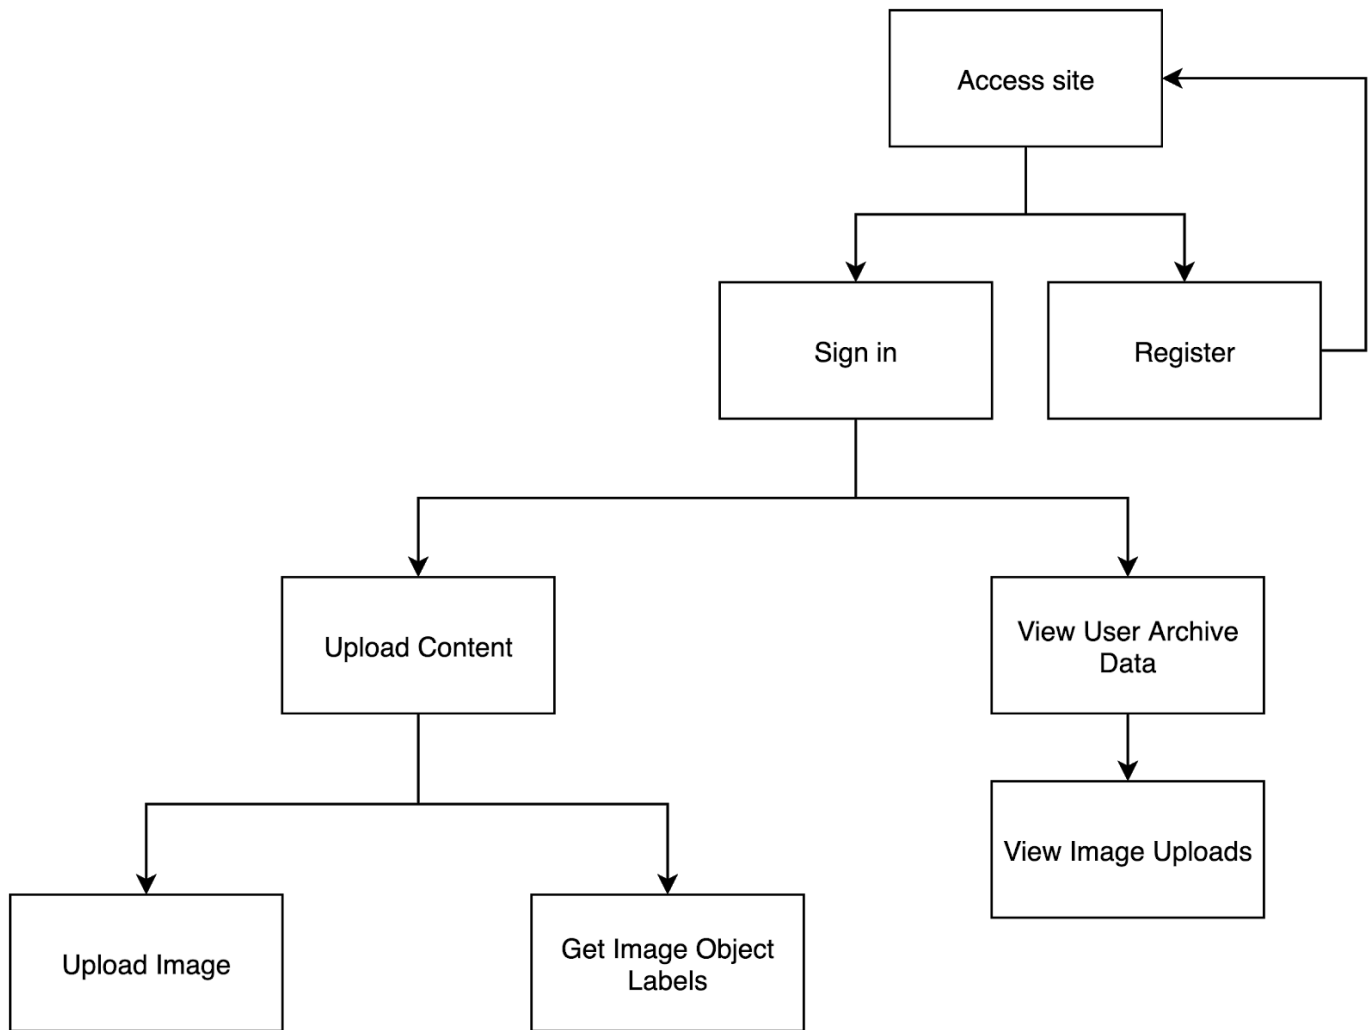 Access site
Sign in
Register
Upload Content
View User Archive
Data
View Image Uploads
Upload Image
Get Image Object
Labels